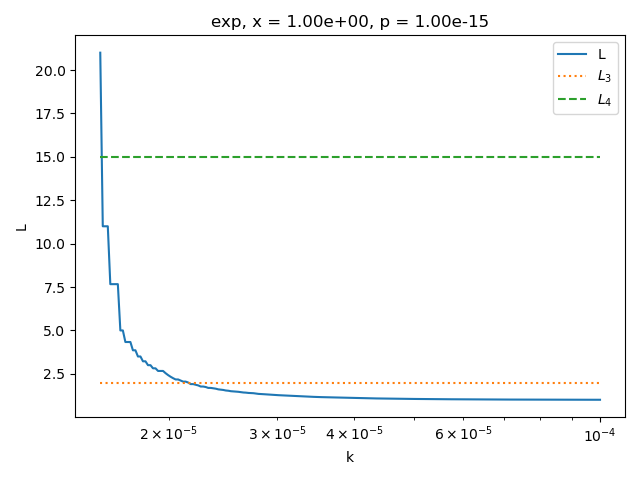 exp, x = 1.00e+00, p = 1.00e-15
L
L₃
L₄
20.0
17.5
15.0
12.5
10.0
7.5
5.0
2.5
L
2 × 10⁻⁵
3 × 10⁻⁵
4 × 10⁻⁵
6 × 10⁻⁵
10⁻⁴
k